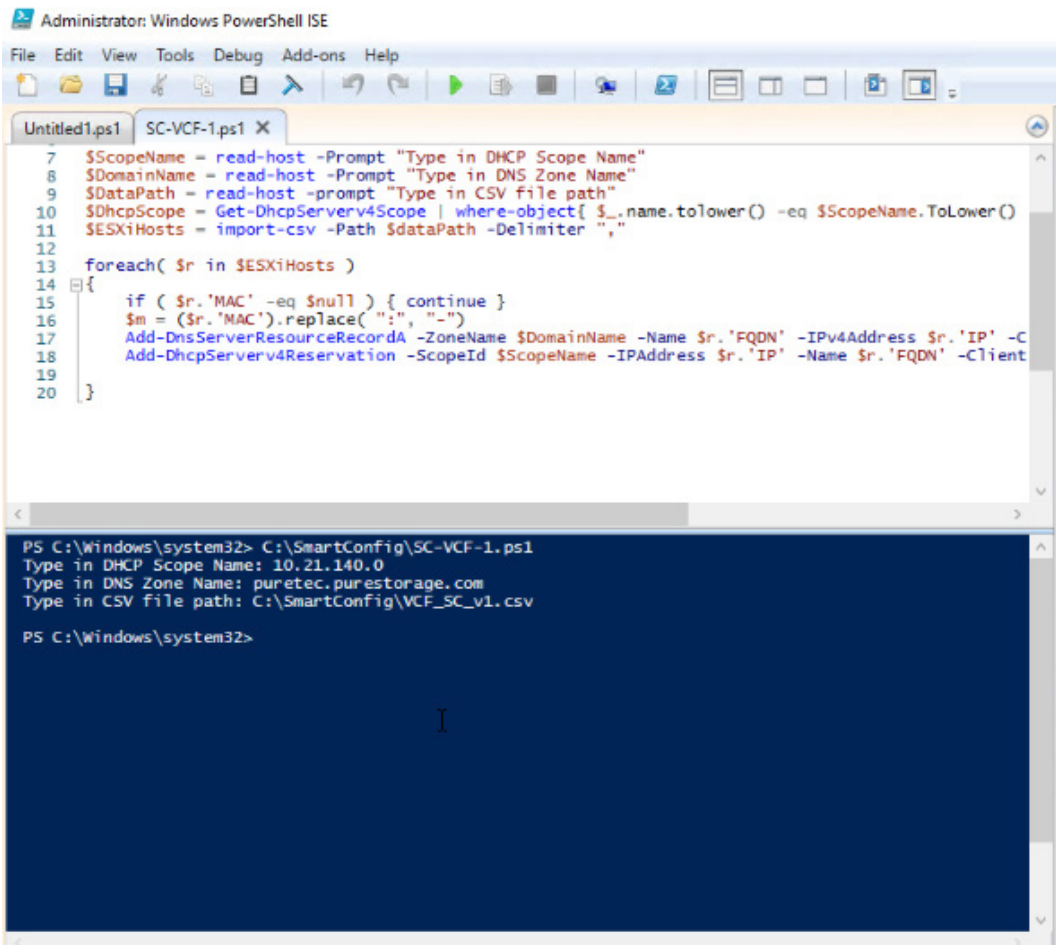 Administrator: Windows PowerShell ISE
File Edit View Tools Debug Add-ons Help
Untitled1.ps1 SC-VCF-1.ps1 X
7 $ScopeName = read-host -Prompt "Type in DHCP Scope Name"
8 $DomainName = read-host -Prompt "Type in DNS Zone Name"
9 $DataPath = read-host -prompt "Type in CSV file path"
10 $DhcpScope = Get-DhcpServerv4Scope | where-object{ $_.name.tolower() -eq $ScopeName.ToLower()
11 $ESXiHosts = import-csv -Path $dataPath -Delimiter ","
12
13 foreach( $r in $ESXiHosts )
14 {
15 if ( $r.'MAC' -eq $null ) { continue }
16 $m = ($r.'MAC').replace( ":", "-")
17 Add-DnsServerResourceRecordA -ZoneName $DomainName -Name $r.'FQDN' -IPv4Address $r.'IP' -C
18 Add-DhcpServerv4Reservation -ScopeId $ScopeName -IPAddress $r.'IP' -Name $r.'FQDN' -Client
19
20 }
PS C:\Windows\system32> C:\SmartConfig\SC-VCF-1.ps1
Type in DHCP Scope Name: 10.21.140.0
Type in DNS Zone Name: puretec.purestorage.com
Type in CSV file path: C:\SmartConfig\VCF_SC_v1.csv
PS C:\Windows\system32>